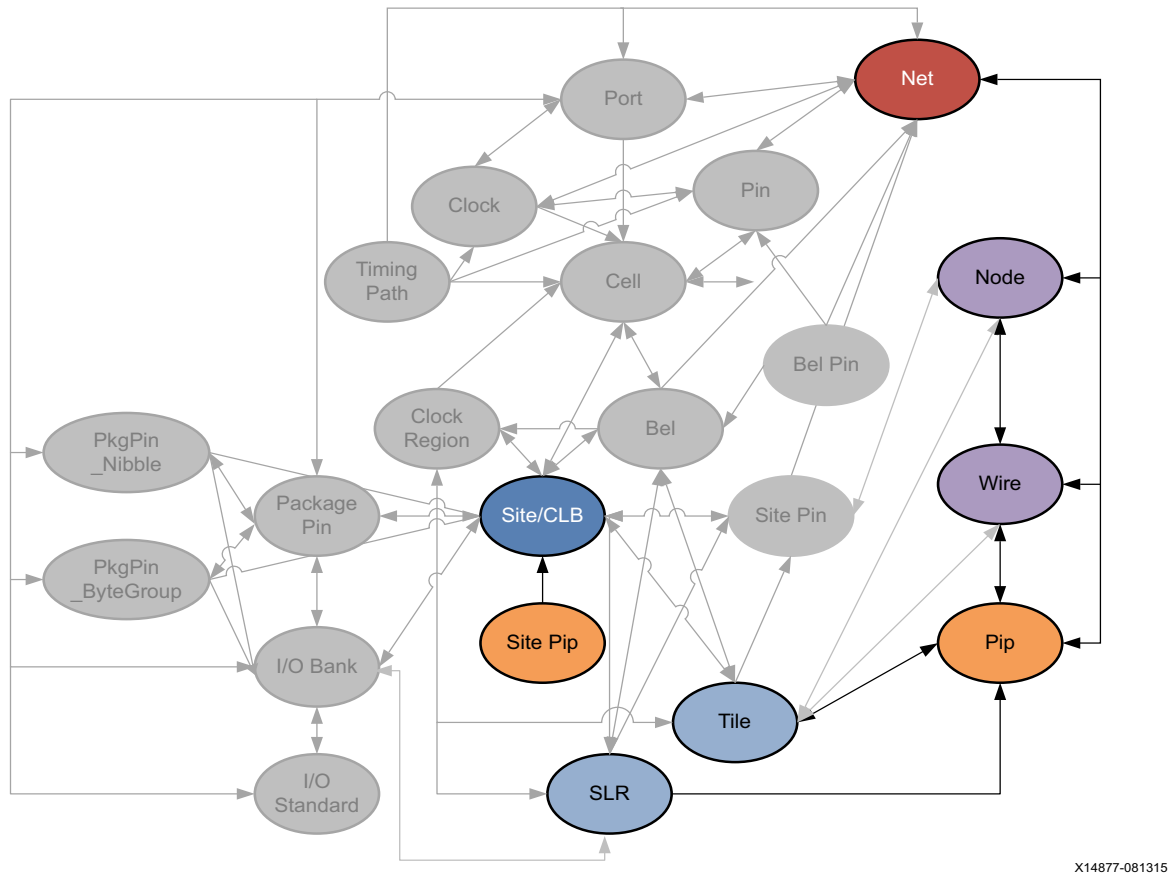 Net
Port
Pin
Clock
Timing
Path
Cell
Node
Bel Pin
Clock
Region
Bel
PkgPin
_Nibble
Wire
Package
Pin
Site/CLB
Site Pin
PkgPin
_ByteGroup
Site Pip
Pip
I/O Bank
Tile
I/O
Standard
SLR
X14877-081315